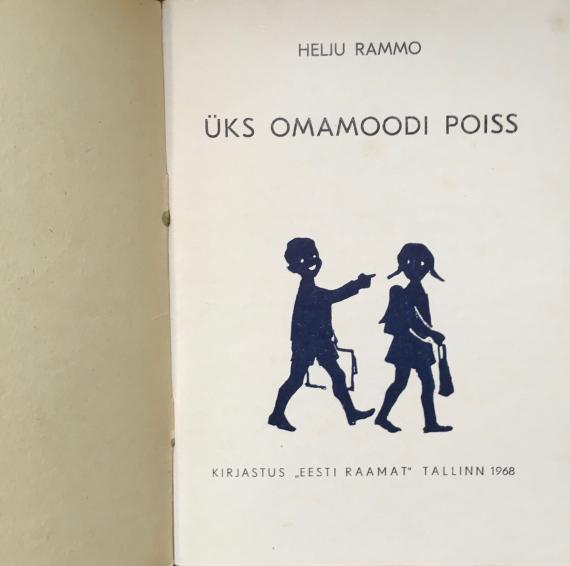 HELJU RAMMO
ÜKS OMAMOODI POISS
KIRJASTUS „EESTI RAAMAT“ TALLINN 1968